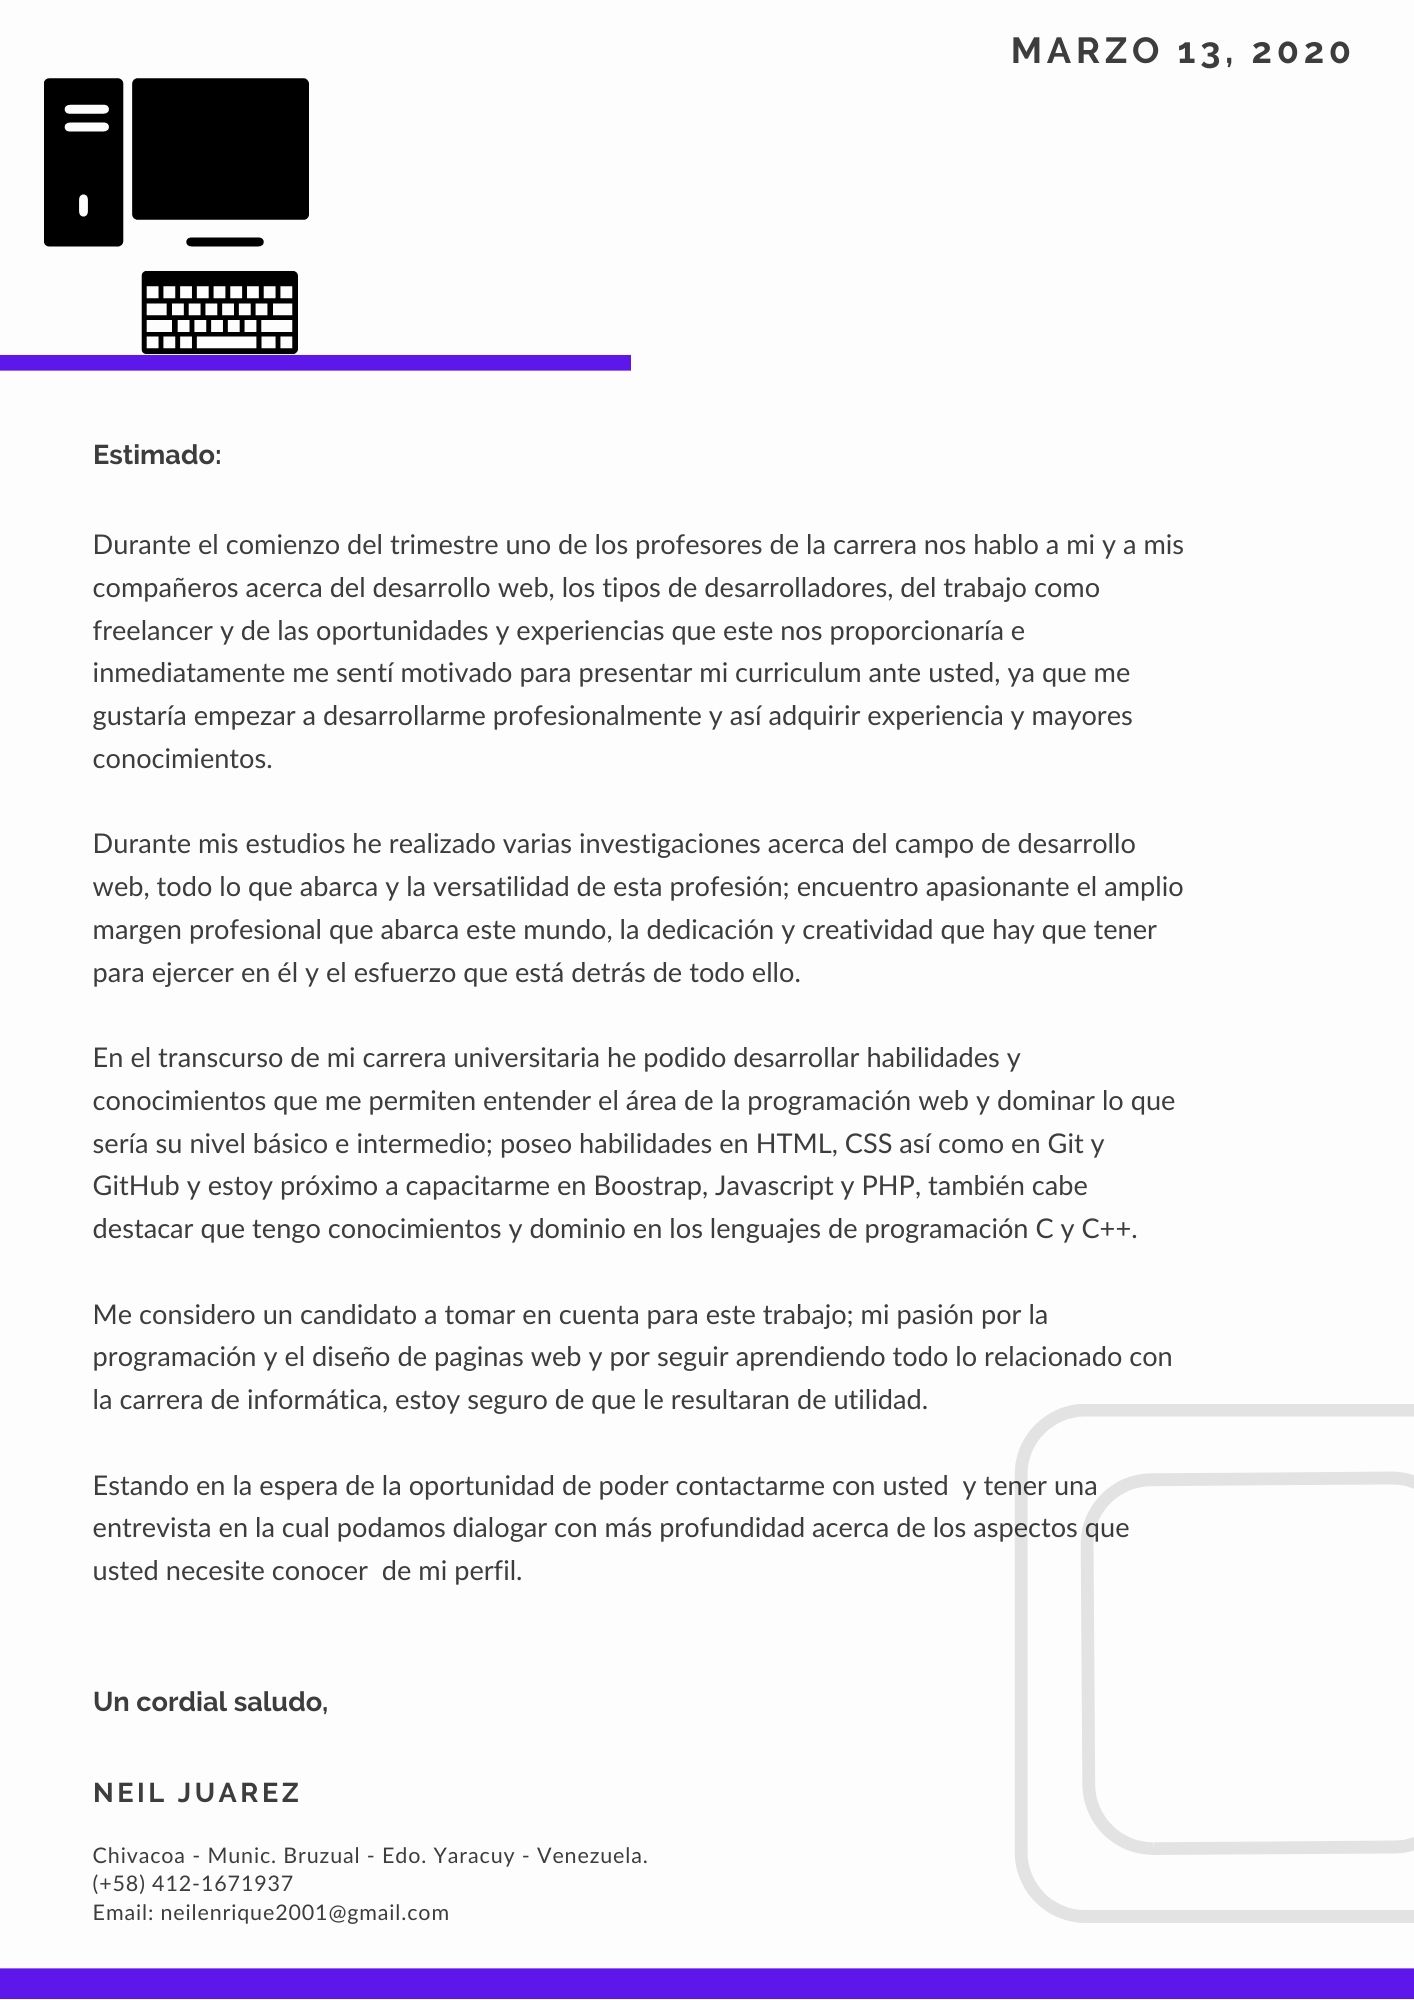 MARZO 13, 2020
Estimado:
Durante el comienzo del trimestre uno de los profesores de la carrera nos hablo a mi y a mis
compañeros acerca del desarrollo web, los tipos de desarrolladores, del trabajo como
freelancer y de las oportunidades y experiencias que este nos proporcionaría e
inmediatamente me sentí motivado para presentar mi curriculum ante usted, ya que me
gustaría empezar a desarrollarme profesionalmente y así adquirir experiencia y mayores
conocimientos.
Durante mis estudios he realizado varias investigaciones acerca del campo de desarrollo
web, todo lo que abarca y la versatilidad de esta profesión; encuentro apasionante el amplio
margen profesional que abarca este mundo, la dedicación y creatividad que hay que tener
para ejercer en él y el esfuerzo que está detrás de todo ello.
En el transcurso de mi carrera universitaria he podido desarrollar habilidades y
conocimientos que me permiten entender el área de la programación web y dominar lo que
sería su nivel básico e intermedio; poseo habilidades en HTML, CSS así como en Git y
GitHub y estoy próximo a capacitarme en Boostrap, Javascript y PHP, también cabe
destacar que tengo conocimientos y dominio en los lenguajes de programación C y C++.
Me considero un candidato a tomar en cuenta para este trabajo; mi pasión por la
programación y el diseño de paginas web y por seguir aprendiendo todo lo relacionado con
la carrera de informática, estoy seguro de que le resultaran de utilidad.
Estando en la espera de la oportunidad de poder contactarme con usted  y tener una
entrevista en la cual podamos dialogar con más profundidad acerca de los aspectos que
usted necesite conocer  de mi perfil.
Un cordial saludo,
NEIL JUAREZ
Chivacoa - Munic. Bruzual - Edo. Yaracuy - Venezuela.
(+58) 412-1671937
Email: neilenrique2001@gmail.com